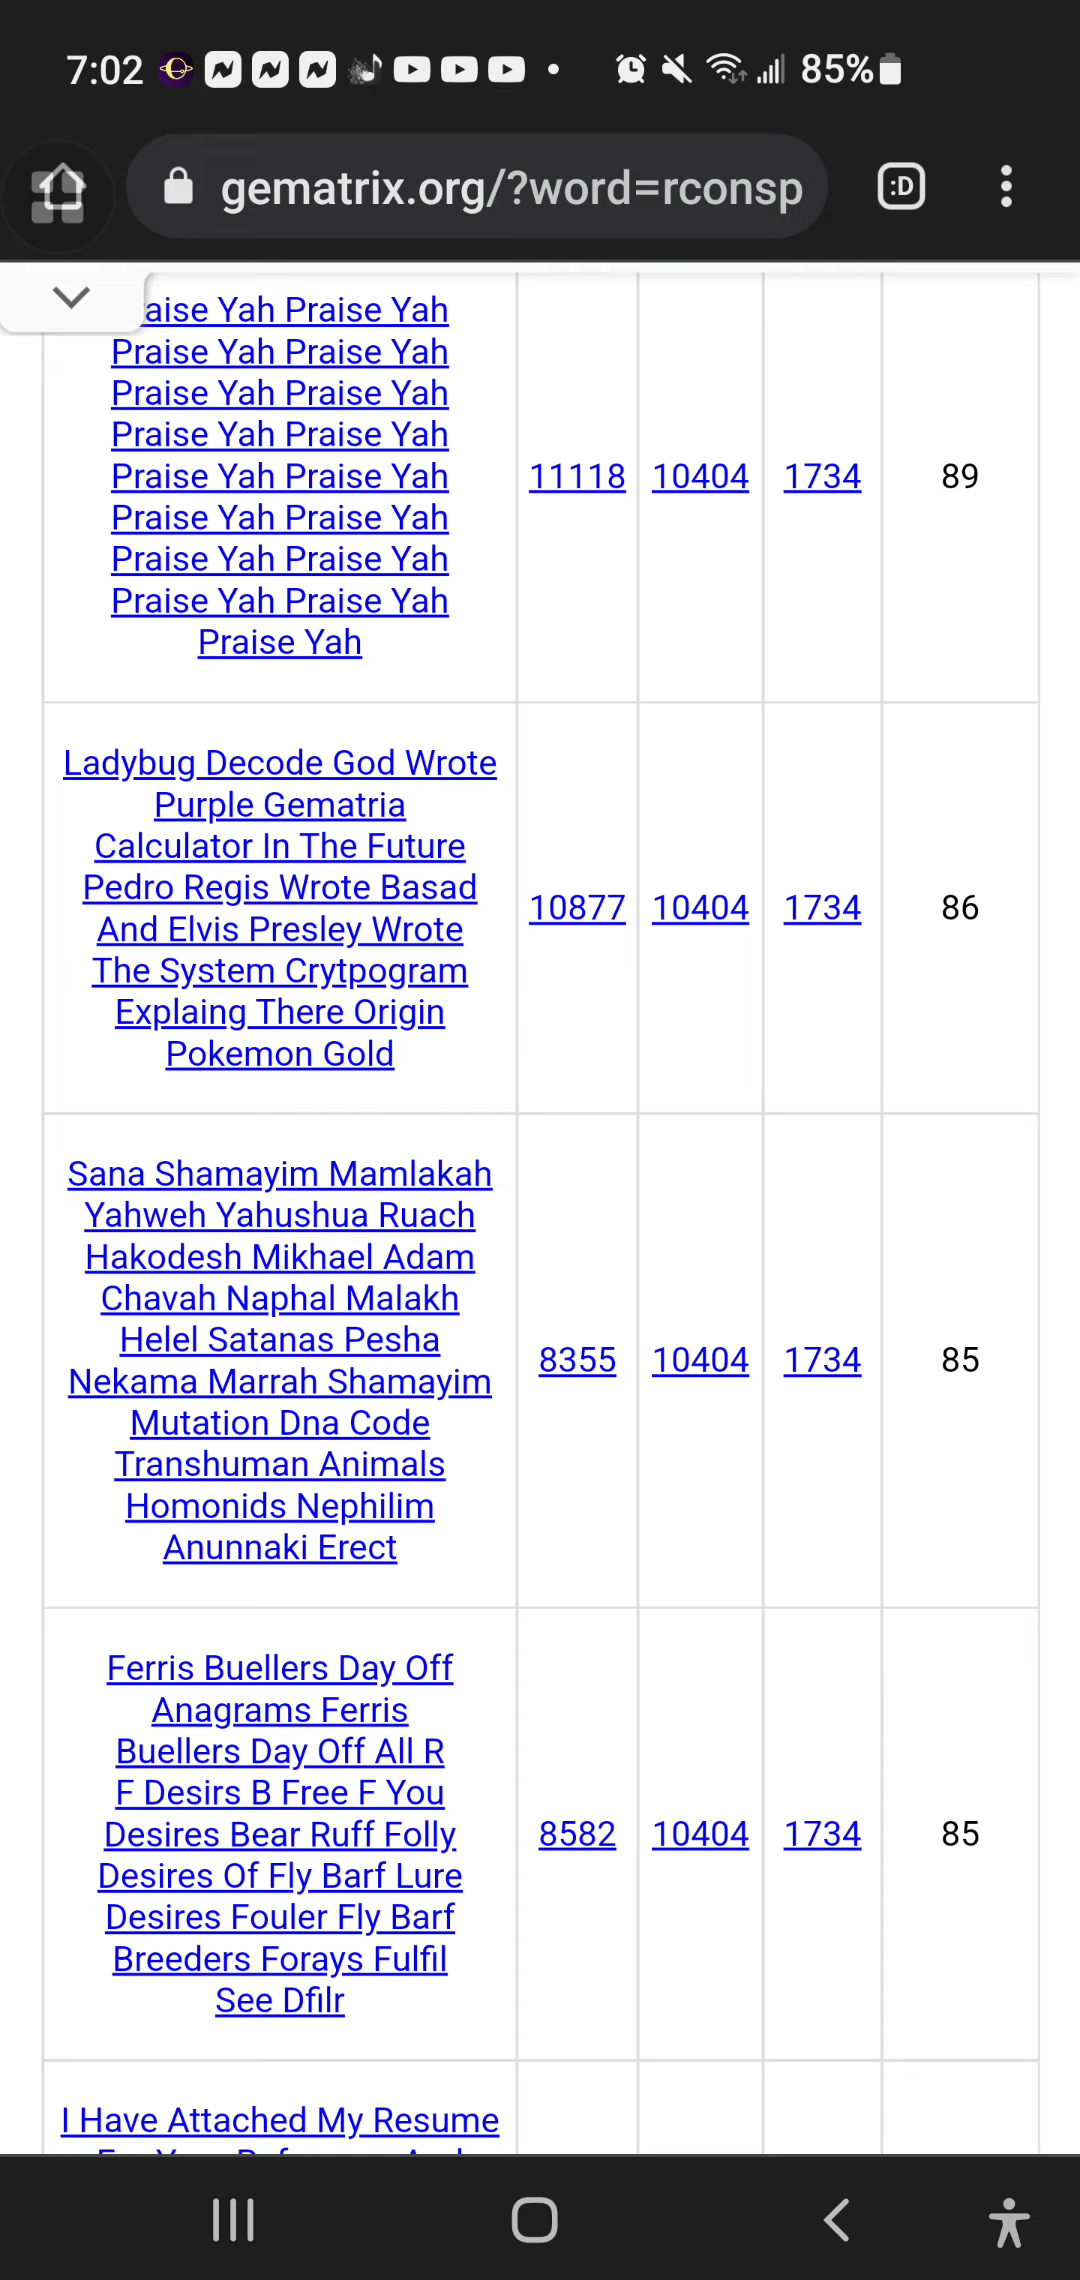 7:02 85%
gematrix.org/?word=rconsp :D
aise Yah Praise Yah
Praise Yah Praise Yah
Praise Yah Praise Yah
Praise Yah Praise Yah
Praise Yah Praise Yah
Praise Yah Praise Yah
Praise Yah Praise Yah
Praise Yah Praise Yah
Praise Yah
11118 10404 1734 89
Ladybug Decode God Wrote
Purple Gematria
Calculator In The Future
Pedro Regis Wrote Basad
And Elvis Presley Wrote
The System Crytpogram
Explaing There Origin
Pokemon Gold
10877 10404 1734 86
Sana Shamayim Mamlakah
Yahweh Yahushua Ruach
Hakodesh Mikhael Adam
Chavah Naphal Malakh
Helel Satanas Pesha
Nekama Marrah Shamayim
Mutation Dna Code
Transhuman Animals
Homonids Nephilim
Anunnaki Erect
8355 10404 1734 85
Ferris Buellers Day Off
Anagrams Ferris
Buellers Day Off All R
F Desirs B Free F You
Desires Bear Ruff Folly
Desires Of Fly Barf Lure
Desires Fouler Fly Barf
Breeders Forays Fulfil
See Dfilr
8582 10404 1734 85
I Have Attached My Resume